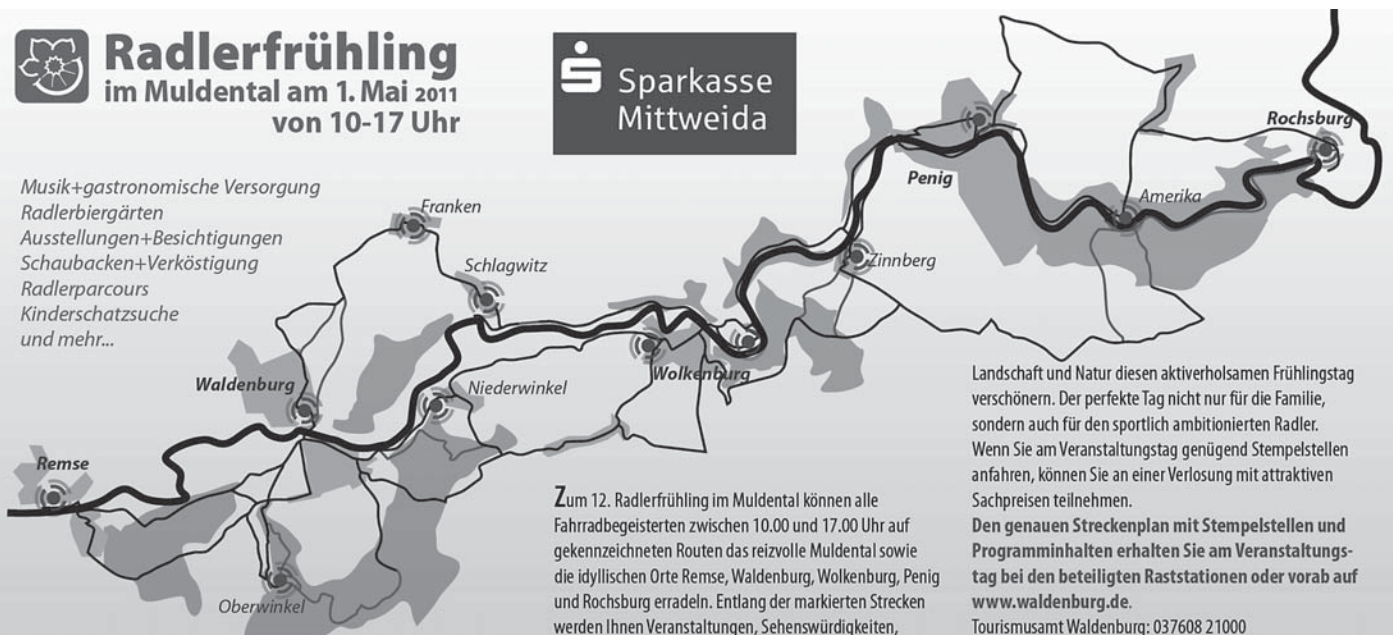 Radlerfrühling
im Muldental am 1. Mai 2011
von 10-17 Uhr
Sparkasse
Mittweida
Musik+gastronomische Versorgung
Radlerbiergärten
Ausstellungen+Besichtigungen
Schaubacken+Verköstigung
Radlerparcours
Kinderschatzsuche
und mehr...
Rochsburg
Penig
Amerika
Franken
Zinnberg
Schlagwitz
Wolkenburg
Waldenburg
Niederwinkel
Remse
Oberwinkel
Zum 12. Radlerfrühling im Muldental können alle
Fahrradbegeisterten zwischen 10.00 und 17.00 Uhr auf
gekennzeichneten Routen das reizvolle Muldental sowie
die idyllischen Orte Remse, Waldenburg, Wolkenburg, Penig
und Rochsburg erradeln. Entlang der markierten Strecken
werden Ihnen Veranstaltungen, Sehenswürdigkeiten,
Landschaft und Natur diesen aktiverholsamen Frühlingstag
verschönern. Der perfekte Tag nicht nur für die Familie,
sondern auch für den sportlich ambitionierten Radler.
Wenn Sie am Veranstaltungstag genügend Stempelstellen
anfahren, können Sie an einer Verlosung mit attraktiven
Sachpreisen teilnehmen.
Den genauen Streckenplan mit Stempelstellen und
Programminhalten erhalten Sie am Veranstaltungs-
tag bei den beteiligten Raststationen oder vorab auf
www.waldenburg.de.
Tourismusamt Waldenburg: 037608 21000